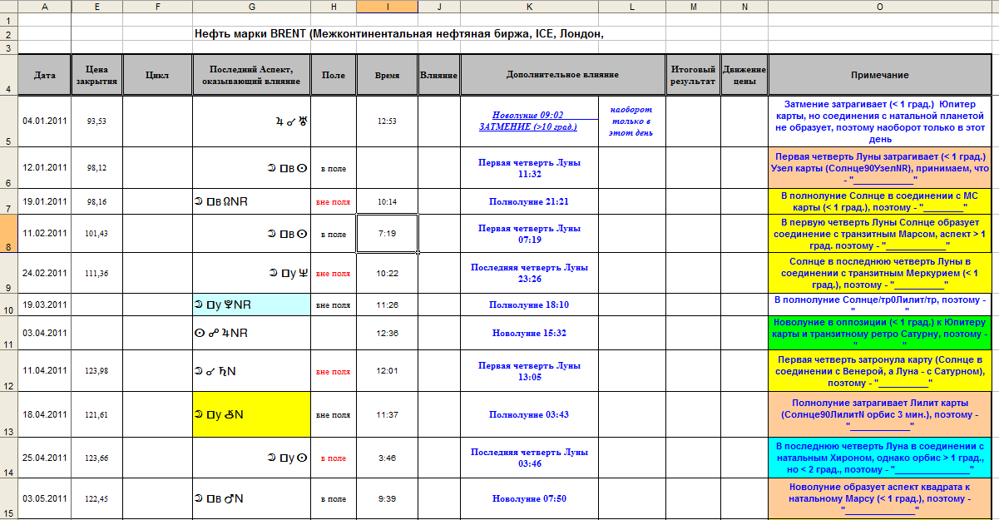 A E F G H I J K L M N O
1
2 Нефть марки BRENT (Межконтинентальная нефтяная биржа, ICE, Лондон,
3
4 Дата Цена закрытия Цикл Последний Аспект, оказывающий влияние Поле Время Влияние Дополнительное влияние Итоговый результат Движение цены Примечание
5 04.01.2011 93,53 ♃ ☌ ♅ 12:53 Новолуние 09:02 ЗАТМЕНИЕ (>10 град.) наоборот только в этот день Затмение затрагивает (< 1 град.) Юпитер карты, но соединения с натальной планетой не образует, поэтому наоборот только в этот день
6 12.01.2011 98,12 ☽ □в ☉ в поле Первая четверть Луны 11:32 Первая четверть Луны затрагивает (< 1 град.) Узел карты (Солнце90УзелNR), принимаем, что - "____________"
7 19.01.2011 98,16 ☽ □в ☊NR вне поля 10:14 Полнолуние 21:21 В полнолуние Солнце в соединении с МС карты (< 1 град.), поэтому - "________"
8 11.02.2011 101,43 ☽ □в ☉ в поле 7:19 Первая четверть Луны 07:19 В первую четверть Луны Солнце образует соединение с транзитным Марсом, аспект > 1 град. поэтому - "____________"
9 24.02.2011 111,36 ☽ □у ♆ вне поля 10:22 Последняя четверть Луны 23:26 Солнце в последнюю четверть Луны в соединении с транзитным Меркурием (< 1 град.), поэтому - "__________"
10 19.03.2011 ☽ □у ♆NR вне поля 11:26 Полнолуние 18:10 В полнолуние Солнце/тр0Лилит/тр, поэтому - "__________"
11 03.04.2011 ☉ ☍ ♃NR 12:36 Новолуние 15:32 Новолуние в оппозиции (< 1 град.) к Юпитеру карты и транзитному ретро Сатурну, поэтому - "__________"
12 11.04.2011 123,98 ☽ ☌ ♄N вне поля 12:01 Первая четверть Луны 13:05 Первая четверть затронула карту (Солнце в соединении с Венерой, а Луна - с Сатурном), поэтому - "__________"
13 18.04.2011 121,61 ☽ □у ⚷N вне поля 11:37 Полнолуние 03:43 Полнолуние затрагивает Лилит карты (Солнце90ЛилитN орбис 3 мин.), поэтому - "____________"
14 25.04.2011 123,66 ☽ □у ☉ в поле 3:46 Последняя четверть Луны 03:46 В последнюю четверть Луна в соединении с натальным Хироном, однако орбис > 1 град., но < 2 град., поэтому - "_______________"
15 03.05.2011 122,45 ☽ □в ♂N в поле 9:39 Новолуние 07:50 Новолуние образует аспект квадрата к натальному Марсу (< 1 град.), поэтому - "______________"